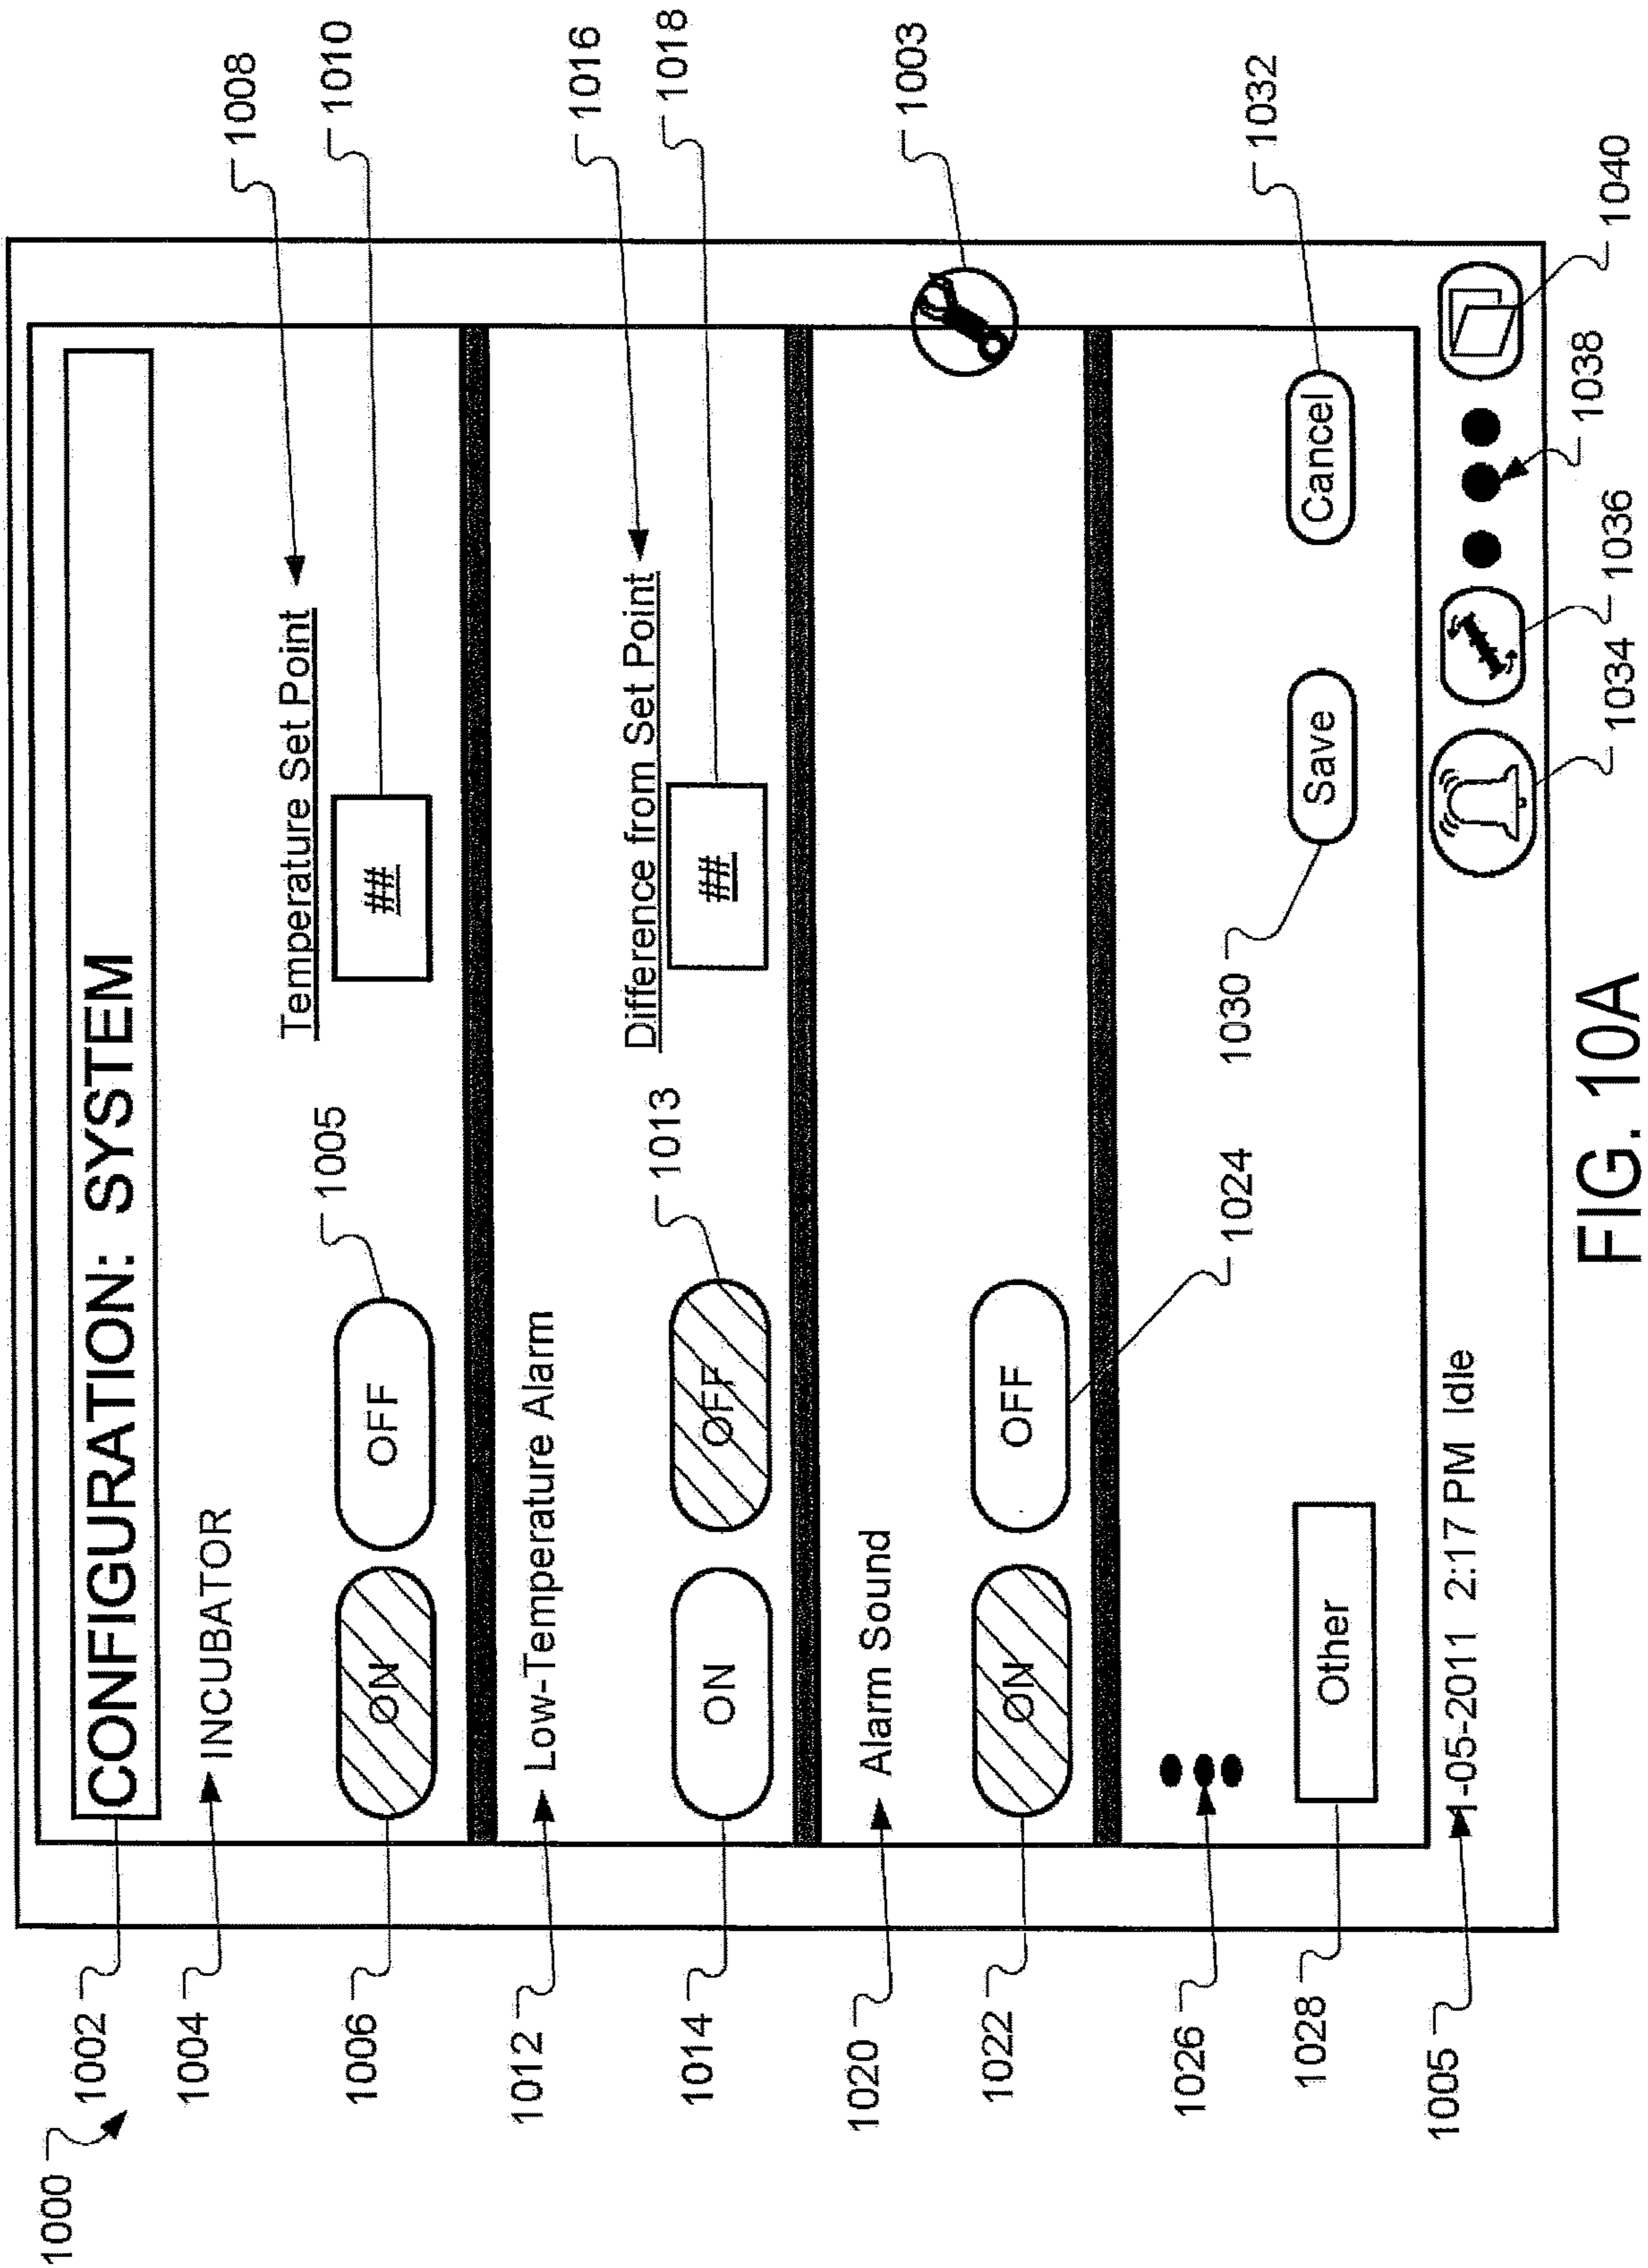 1000
1002
CONFIGURATION: SYSTEM
1004
INCUBATOR
1008
Temperature Set Point
1005
1010
1006
ON
OFF
##
1012
Low-Temperature Alarm
1016
Difference from Set Point
1013
1018
1014
ON
OFF
##
1020
Alarm Sound
1003
1022
ON
OFF
1024
1026
1030
1032
1028
Other
Save
Cancel
1005
1-05-2011 2:17 PM Idle
1034
1036
1038
1040
FIG. 10A